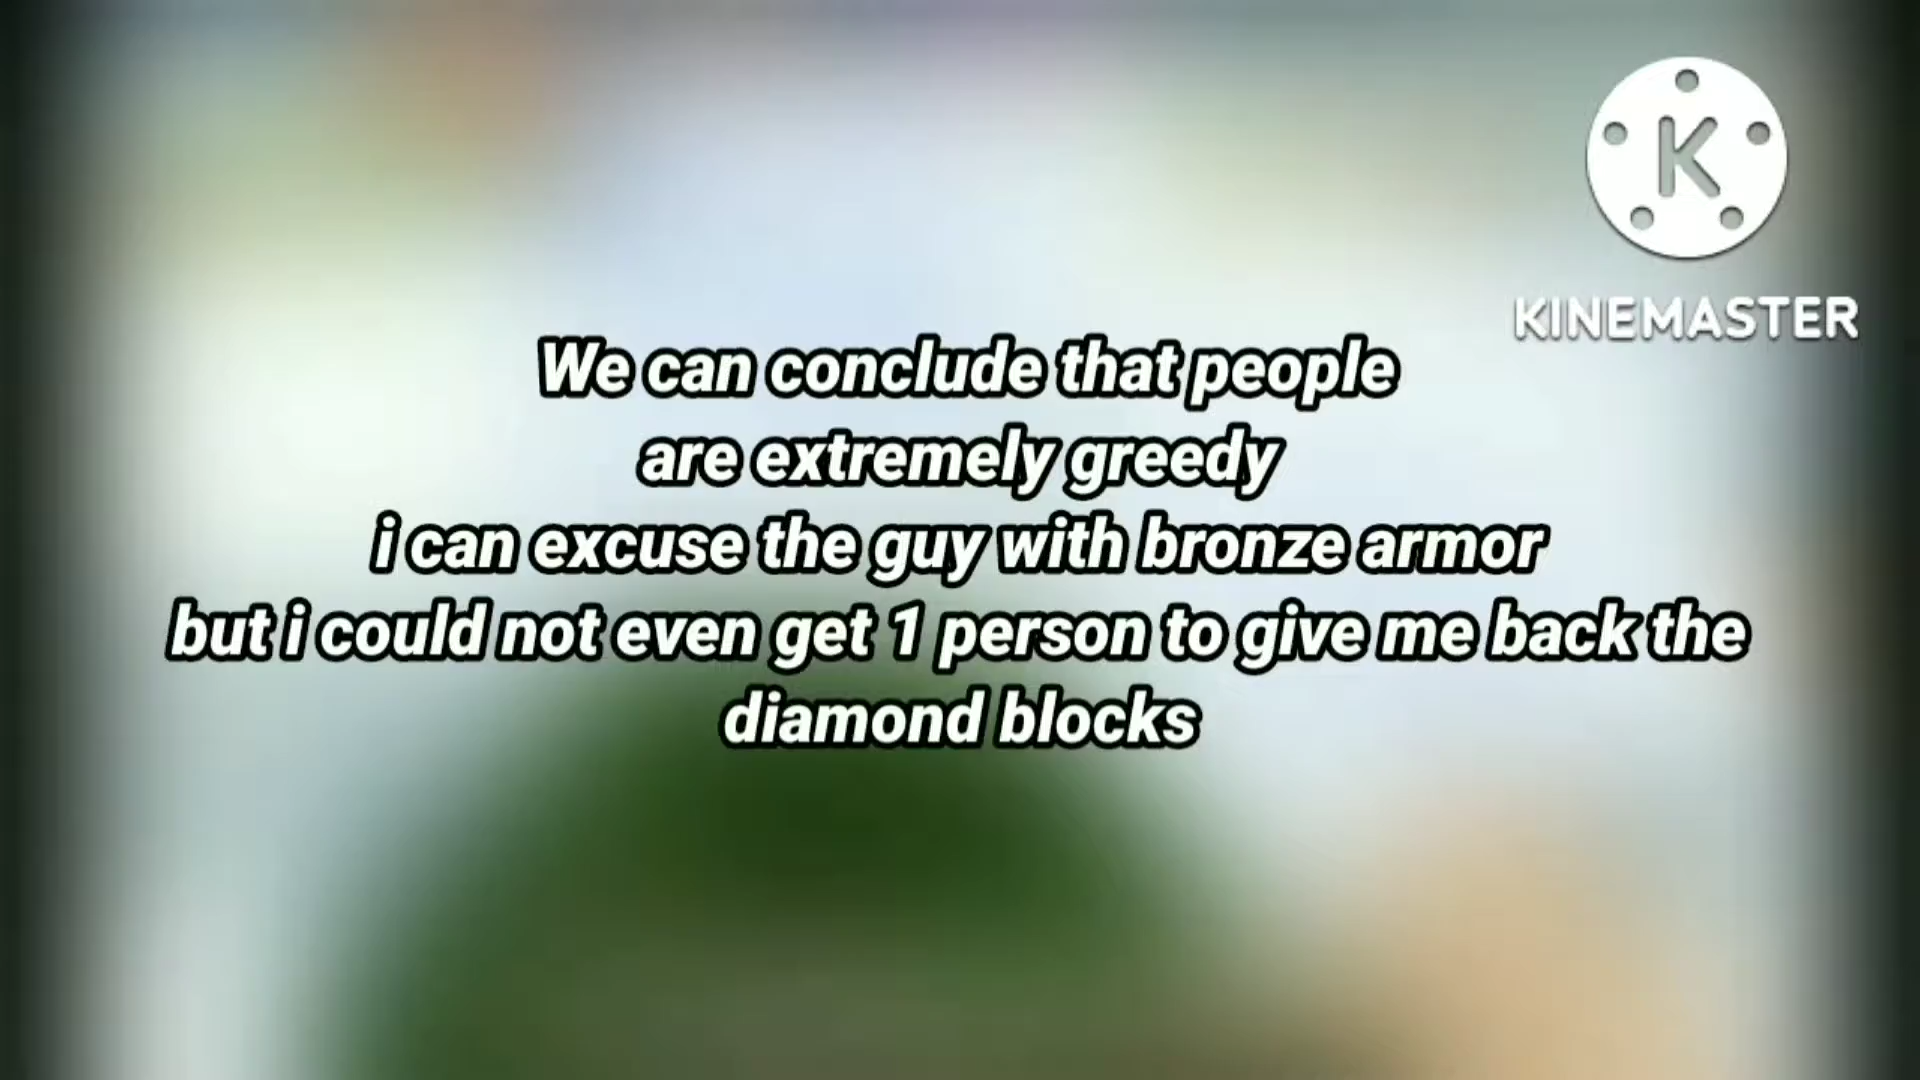 K
KINEMASTER
We can conclude that people
are extremely greedy
i can excuse the guy with bronze armor
but i could not even get 1 person to give me back the
diamond blocks